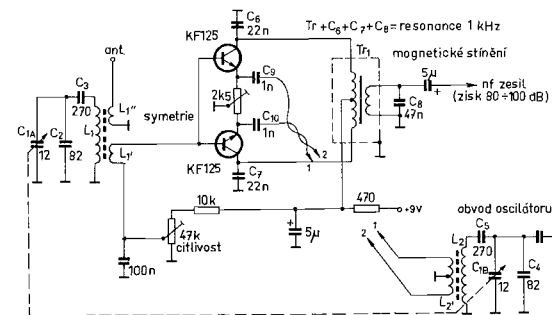 C6
22n
Tr + C6 + C7 + C8 = resonance 1 kHz
KF125
Tr1
magnetické stínění
ant.
C9
1n
5µ
nf zesil
(zisk 80÷100 dB)
C3
270
L1''
symetrie
2k5
C8
47n
C1A
C2
L1
12
82
L1'
C10
1n
KF125
C7
22n
2
1
10k
470
+9V
47k
citlivost
5µ
100n
obvod oscilátoru
1
2
L2
C5
270
C1B
C4
12
82
L2'